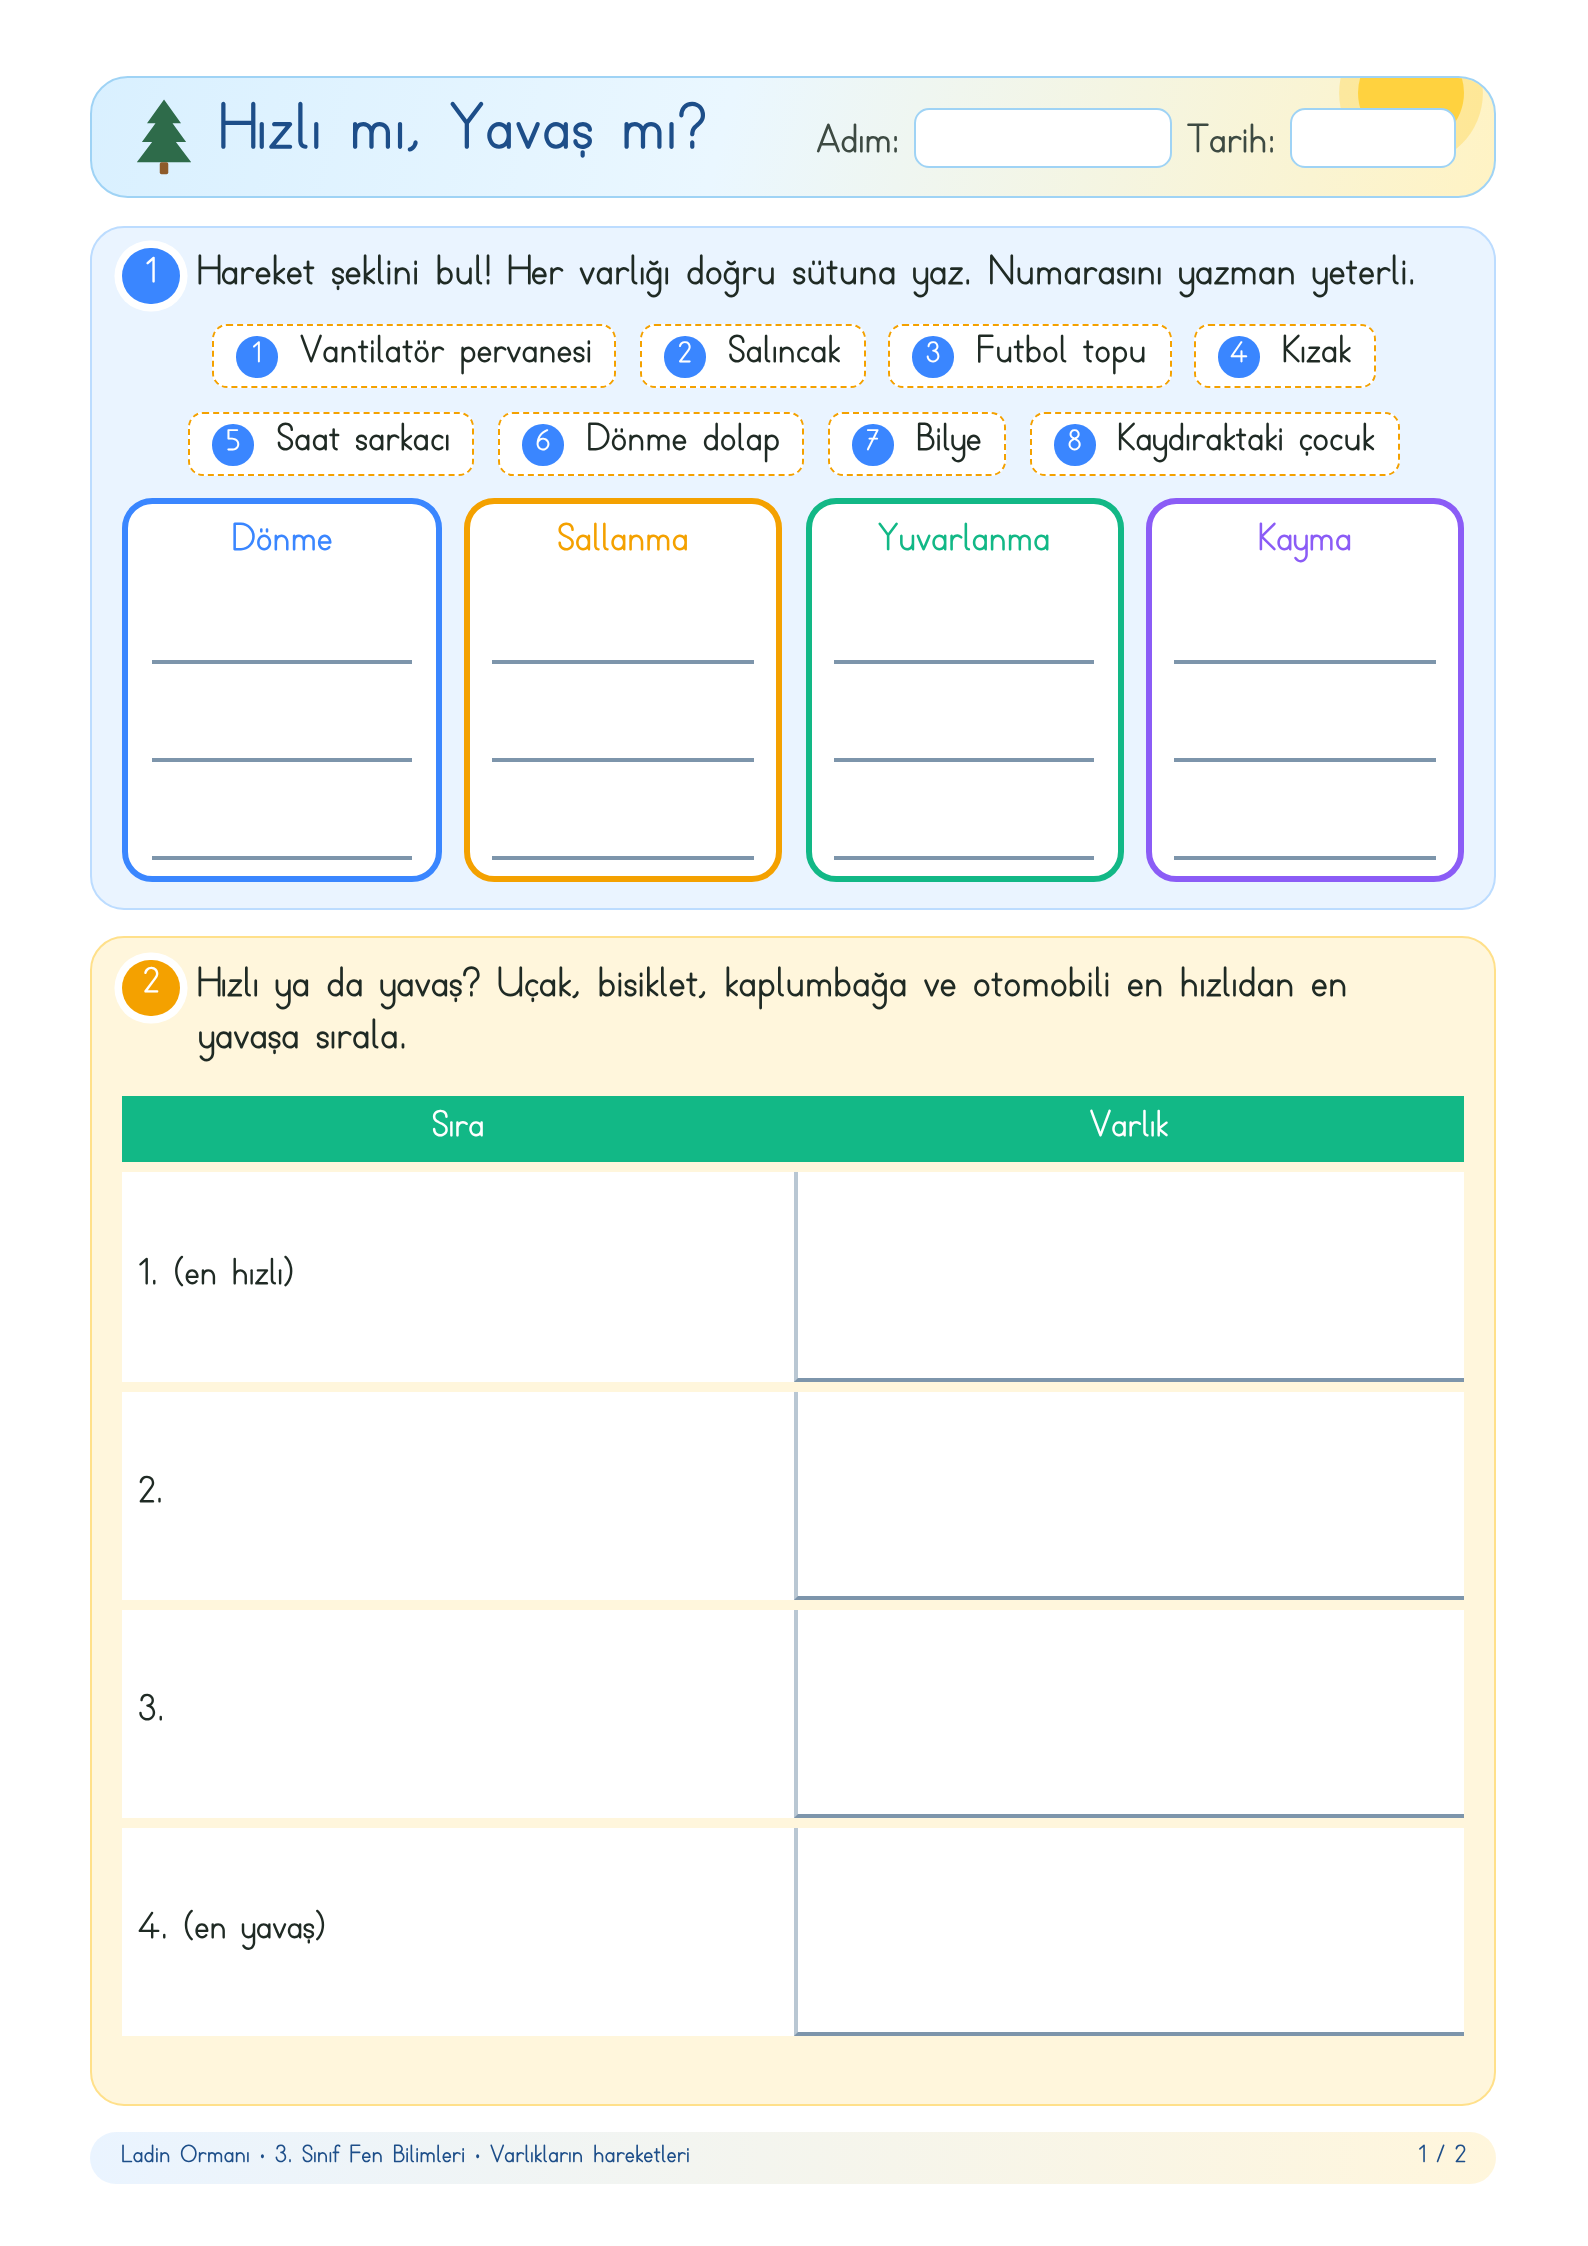 Hızlı mı, Yavaş mı?
Adım:
Tarih:
1 Hareket şeklini bul! Her varlığı doğru sütuna yaz. Numarasını yazman yeterli.
1 Vantilatör pervanesi
2 Salıncak
3 Futbol topu
4 Kızak
5 Saat sarkacı
6 Dönme dolap
7 Bilye
8 Kaydıraktaki çocuk
Dönme
Sallanma
Yuvarlanma
Kayma
2 Hızlı ya da yavaş? Uçak, bisiklet, kaplumbağa ve otomobili en hızlıdan en
yavaşa sırala.
Sıra
Varlık
1. (en hızlı)
2.
3.
4. (en yavaş)
Ladin Ormanı • 3. Sınıf Fen Bilimleri • Varlıkların hareketleri
1 / 2